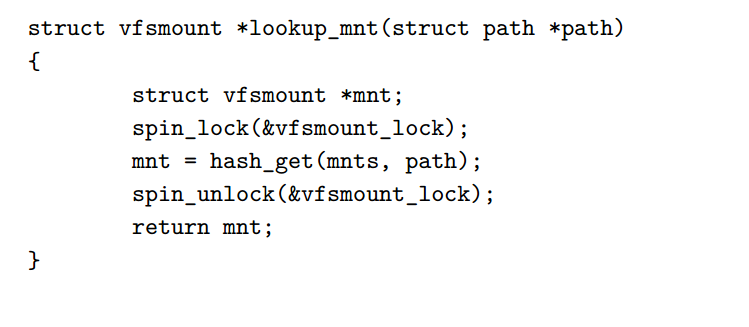 struct vfsmount *lookup_mnt(struct path *path)
{
        struct vfsmount *mnt;
        spin_lock(&vfsmount_lock);
        mnt = hash_get(mnts, path);
        spin_unlock(&vfsmount_lock);
        return mnt;
}